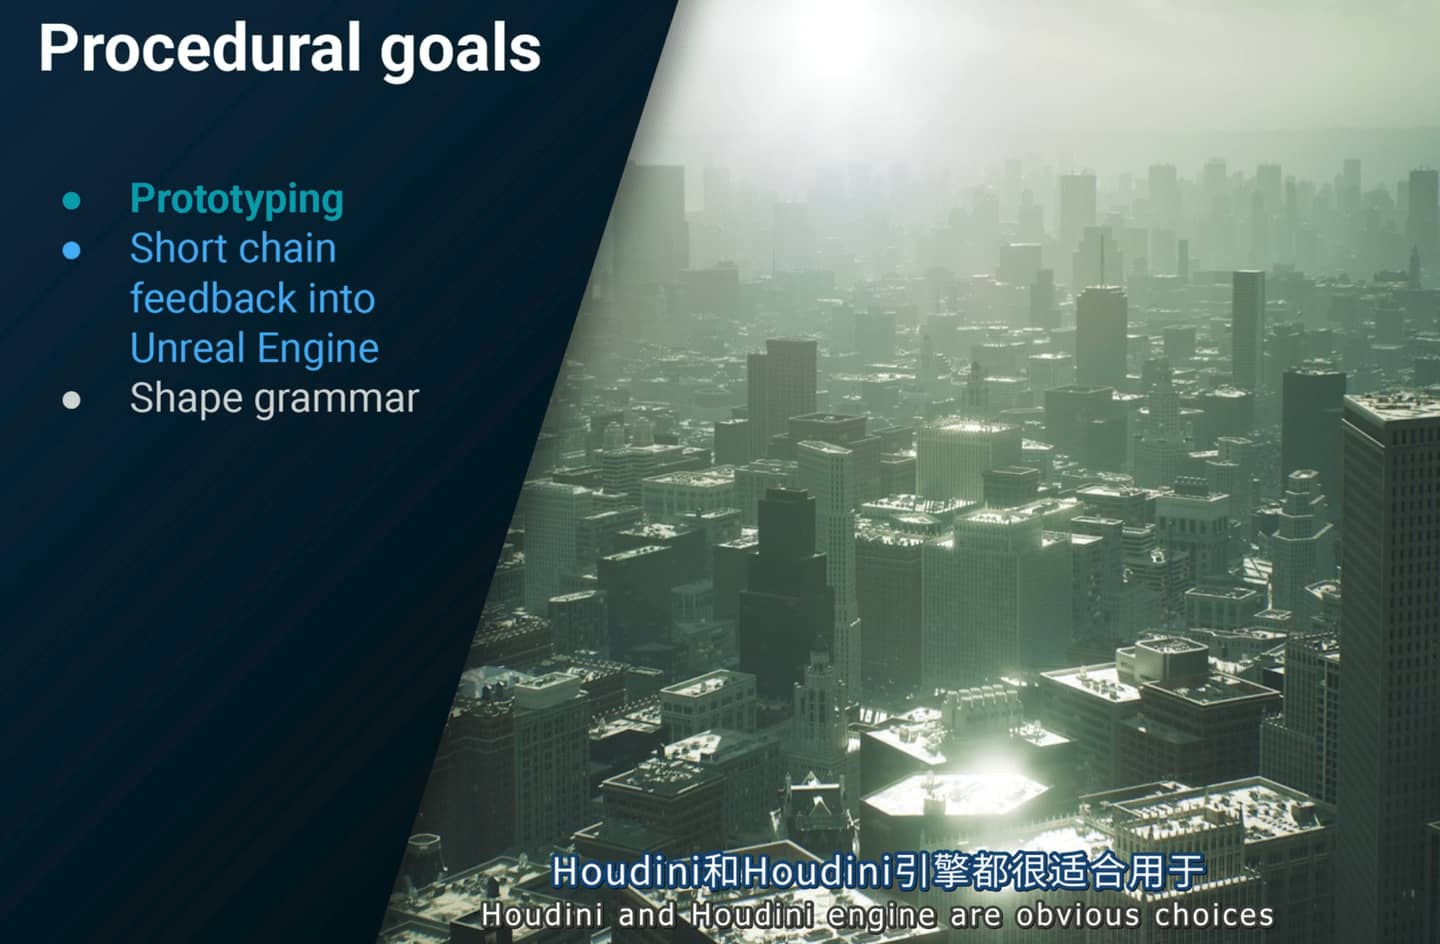 Procedural goals
• Prototyping
• Short chain
feedback into
Unreal Engine
• Shape grammar
Houdini和Houdini引擎都很适合用于
Houdini and Houdini engine are obvious choices